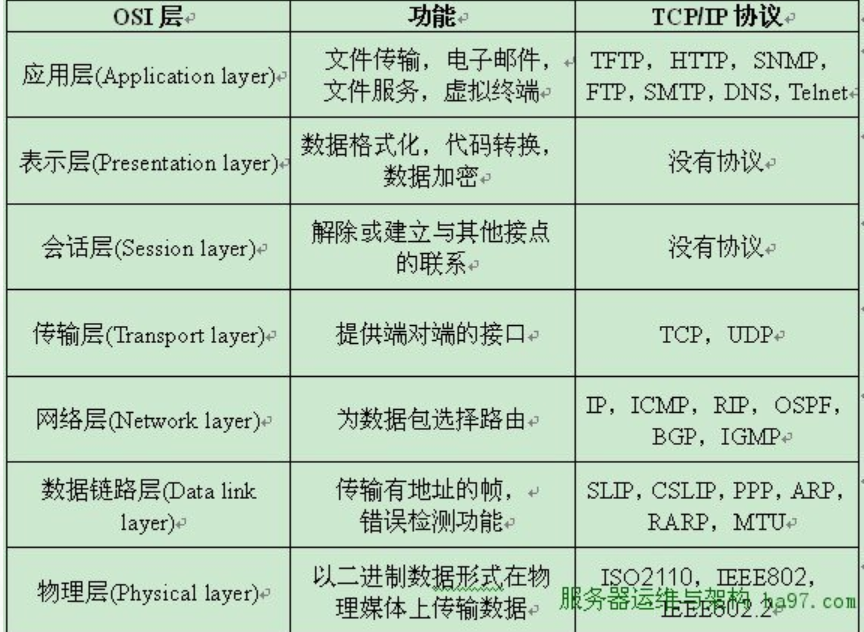 OSI 层 功能 TCP/IP 协议
应用层(Application layer) 文件传输，电子邮件， TFTP，HTTP，SNMP，
文件服务，虚拟终端 FTP，SMTP，DNS，Telnet
表示层(Presentation layer) 数据格式化，代码转换， 没有协议
数据加密
会话层(Session layer) 解除或建立与其他接点 没有协议
的联系
传输层(Transport layer) 提供端对端的接口 TCP，UDP
网络层(Network layer) 为数据包选择路由 IP，ICMP，RIP，OSPF，
BGP，IGMP
数据链路层(Data link 传输有地址的帧， SLIP，CSLIP，PPP，ARP，
layer) 错误检测功能 RARP，MTU
物理层(Physical layer) 以二进制数据形式在物 ISO2110，IEEE802，
理媒体上传输数据 IEEE802.2
服务器运维与架构 ha97.com